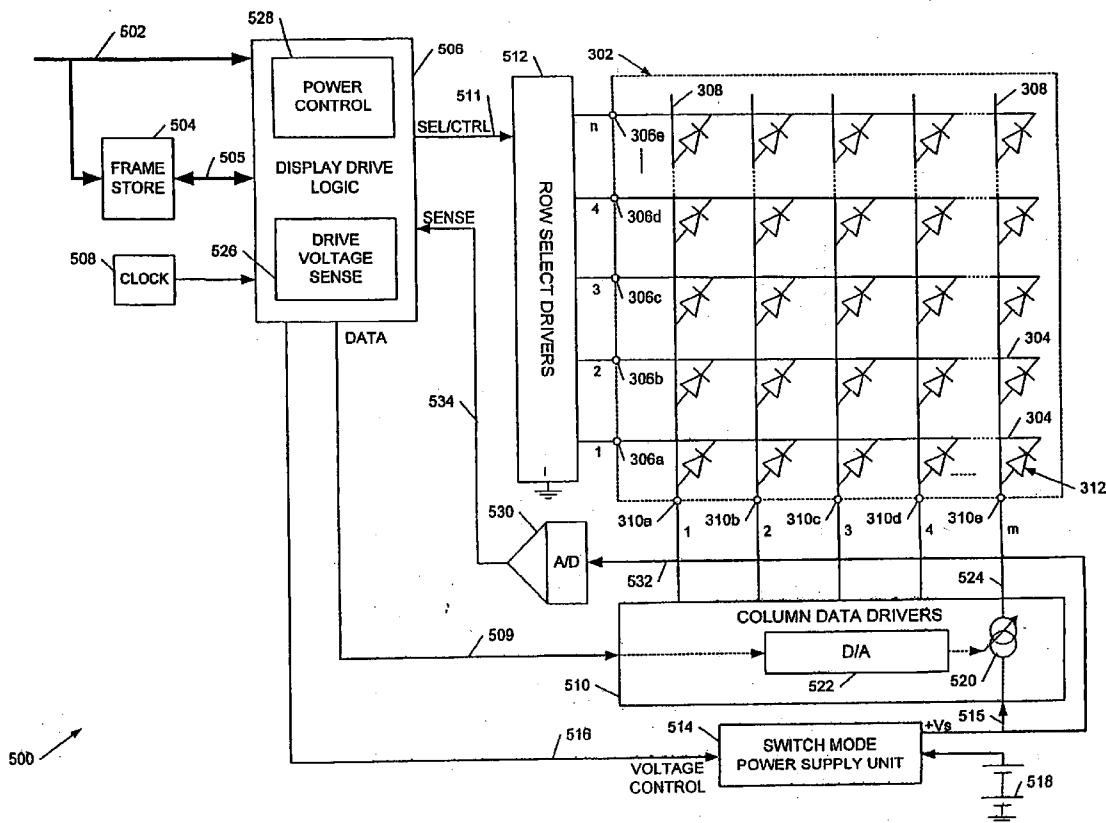 502
528
506
512
302
511
308
308
POWER
CONTROL
SEL/CTRL
n
306e
504
505
FRAME
STORE
DISPLAY DRIVE
LOGIC
ROW SELECT DRIVERS
4
306d
SENSE
508
526
CLOCK
DRIVE
VOLTAGE
SENSE
3
306c
DATA
304
2
306b
534
304
1
306a
312
530
310a
310b
310c
310d
310e
1
2
3
4
m
A/D
532
524
COLUMN DATA DRIVERS
509
D/A
510
522
520
514
+Vs
515
500
516
SWITCH MODE
POWER SUPPLY UNIT
VOLTAGE
CONTROL
518